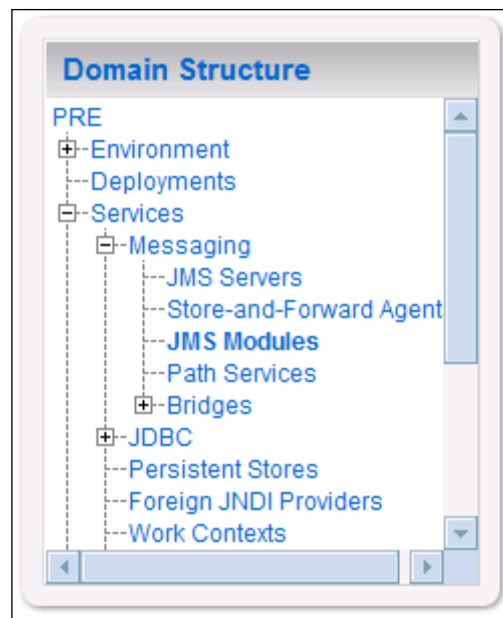 Domain Structure
PRE
Environment
Deployments
Services
Messaging
JMS Servers
Store-and-Forward Agent
JMS Modules
Path Services
Bridges
JDBC
Persistent Stores
Foreign JNDI Providers
Work Contexts